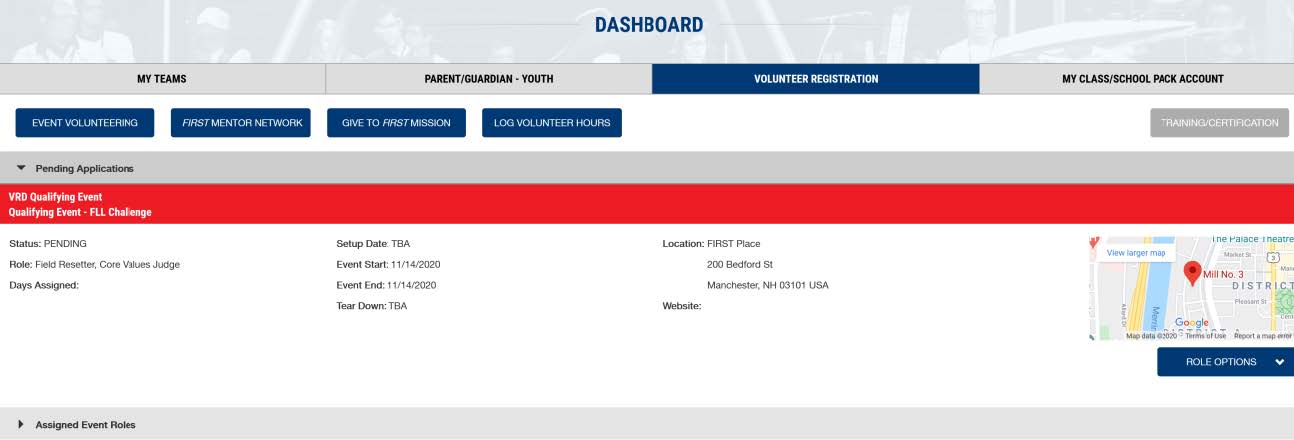 DASHBOARD
MY TEAMS
PARENT/GUARDIAN - YOUTH
VOLUNTEER REGISTRATION
MY CLASS/SCHOOL PACK ACCOUNT
EVENT VOLUNTEERING
FIRST MENTOR NETWORK
GIVE TO FIRST MISSION
LOG VOLUNTEER HOURS
TRAINING/CERTIFICATION
Pending Applications
VRD Qualifying Event
Qualifying Event - FLL Challenge
Status: PENDING
Role: Field Resetter, Core Values Judge
Days Assigned:
Setup Date: TBA
Event Start: 11/14/2020
Event End: 11/14/2020
Tear Down: TBA
Location: FIRST Place
200 Bedford St
Manchester, NH 03101 USA
Website:
The Palace Theatre
View larger map
Market St
3
Mill No. 3
DISTRICT
Pleasant St
Google
Map data ©2020
Terms of Use
Report a map error
ROLE OPTIONS
Assigned Event Roles